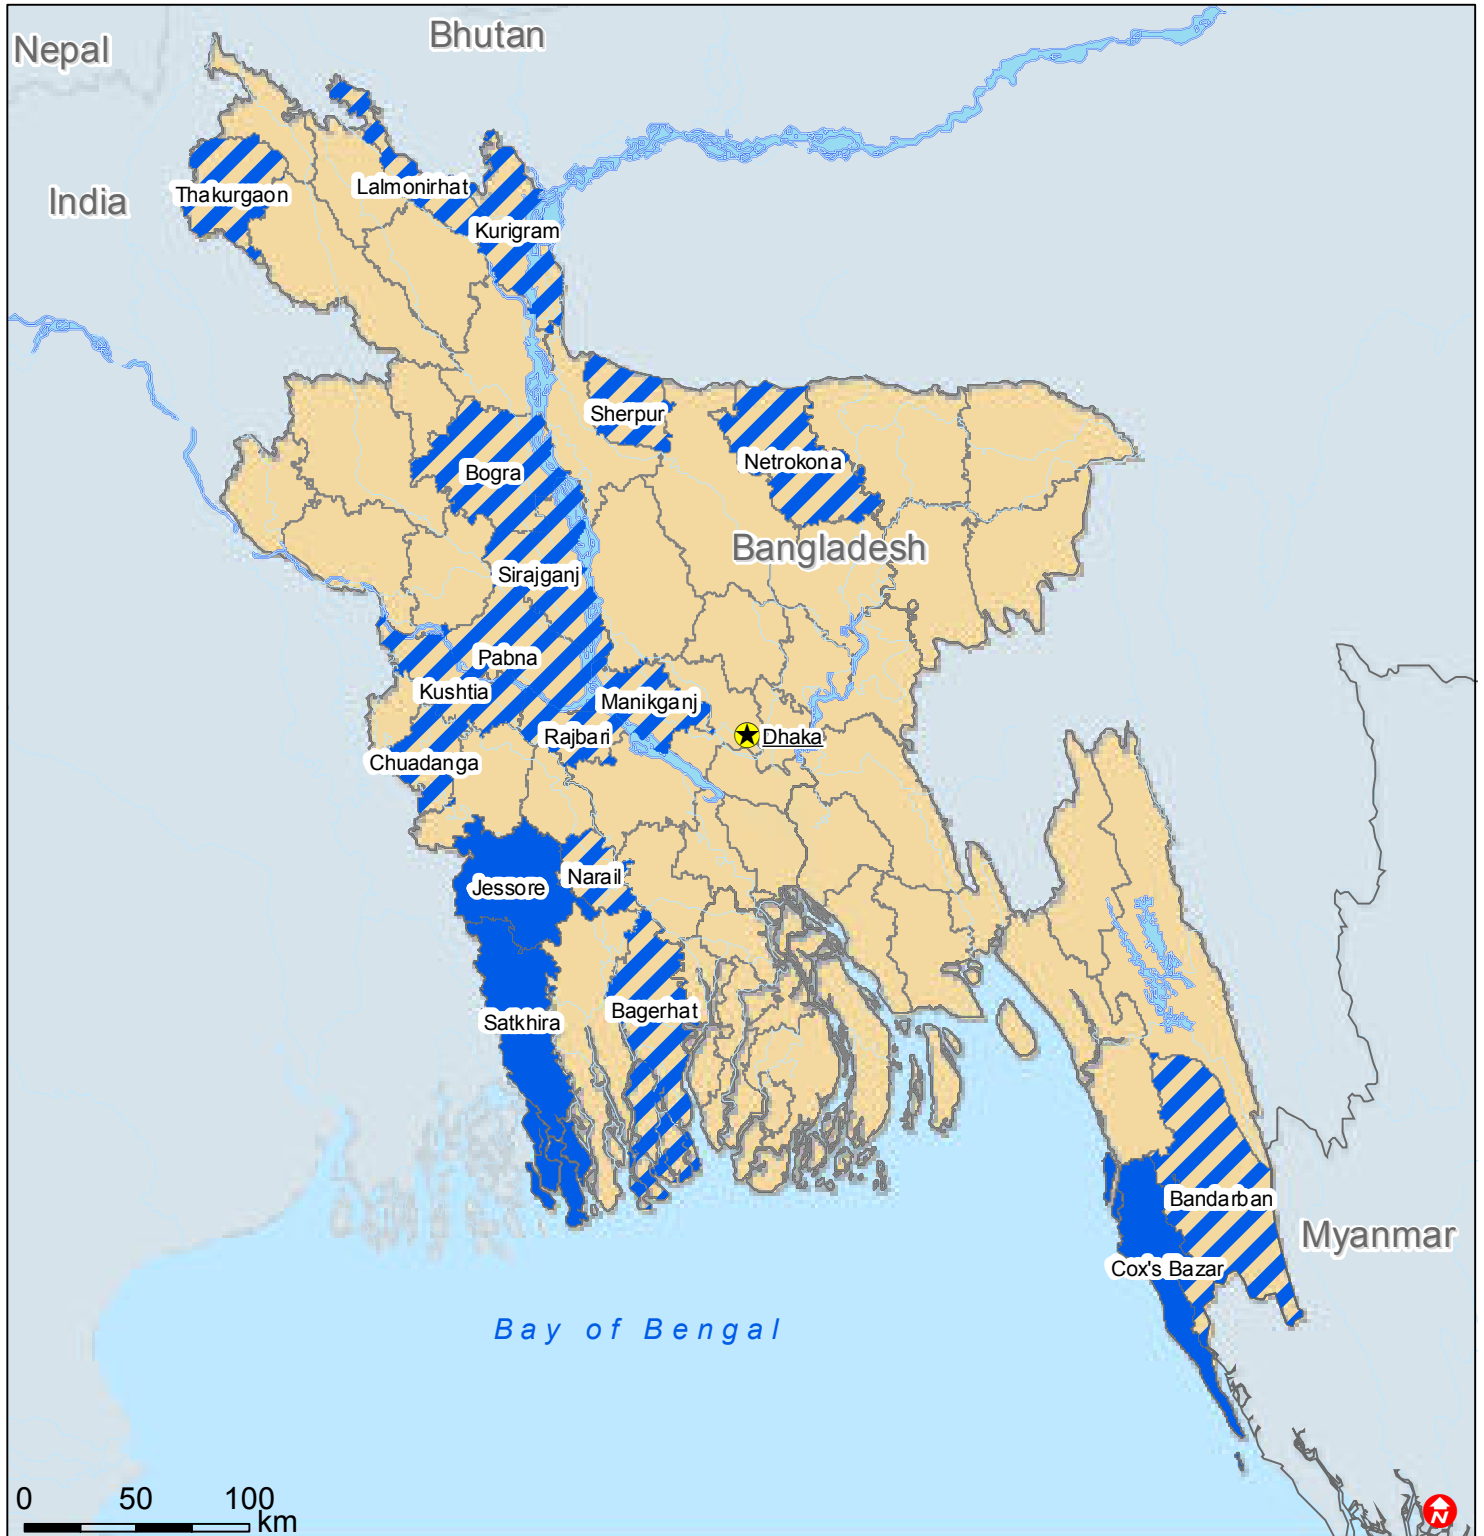 Bhutan
Nepal
Lalmonirhat
Thakurgaon
India
Kurigram
Sherpur
Netrokona
Bogra
Bangladesh
Sirajganj
Pabna
Kushtia
Manikganj
Rajbari
Dhaka
Chuadanga
Narail
Jessore
Bagerhat
Satkhira
Bandarban
Myanmar
Cox's Bazar
Bay of Bengal
0 50 100
km
N